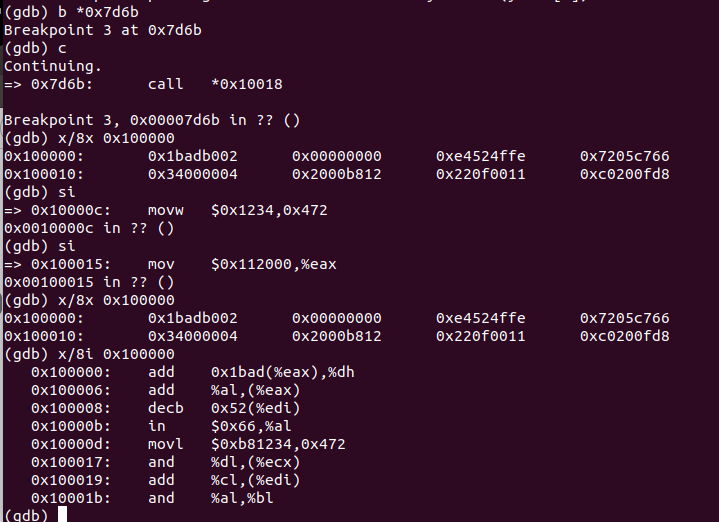 (gdb) b *0x7d6b
Breakpoint 3 at 0x7d6b
(gdb) c
Continuing.
=> 0x7d6b:      call   *0x10018
Breakpoint 3, 0x00007d6b in ?? ()
(gdb) x/8x 0x100000
0x100000:       0x1badb002      0x00000000      0xe4524ffe      0x7205c766
0x100010:       0x34000004      0x2000b812      0x220f0011      0xc0200fd8
(gdb) si
=> 0x10000c:    movw   $0x1234,0x472
0x0010000c in ?? ()
(gdb) si
=> 0x100015:    mov    $0x112000,%eax
0x00100015 in ?? ()
(gdb) x/8x 0x100000
0x100000:       0x1badb002      0x00000000      0xe4524ffe      0x7205c766
0x100010:       0x34000004      0x2000b812      0x220f0011      0xc0200fd8
(gdb) x/8i 0x100000
   0x100000:    add    0x1bad(%eax),%dh
   0x100006:    add    %al,(%eax)
   0x100008:    decb   0x52(%edi)
   0x10000b:    in     $0x66,%al
   0x10000d:    movl   $0xb81234,0x472
   0x100017:    and    %dl,(%ecx)
   0x100019:    add    %cl,(%edi)
   0x10001b:    and    %al,%bl
(gdb)